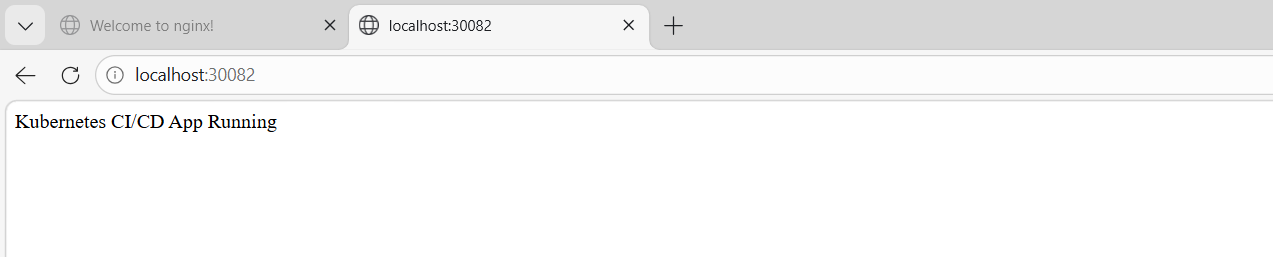 Welcome to nginx!
localhost:30082
localhost:30082
Kubernetes CI/CD App Running